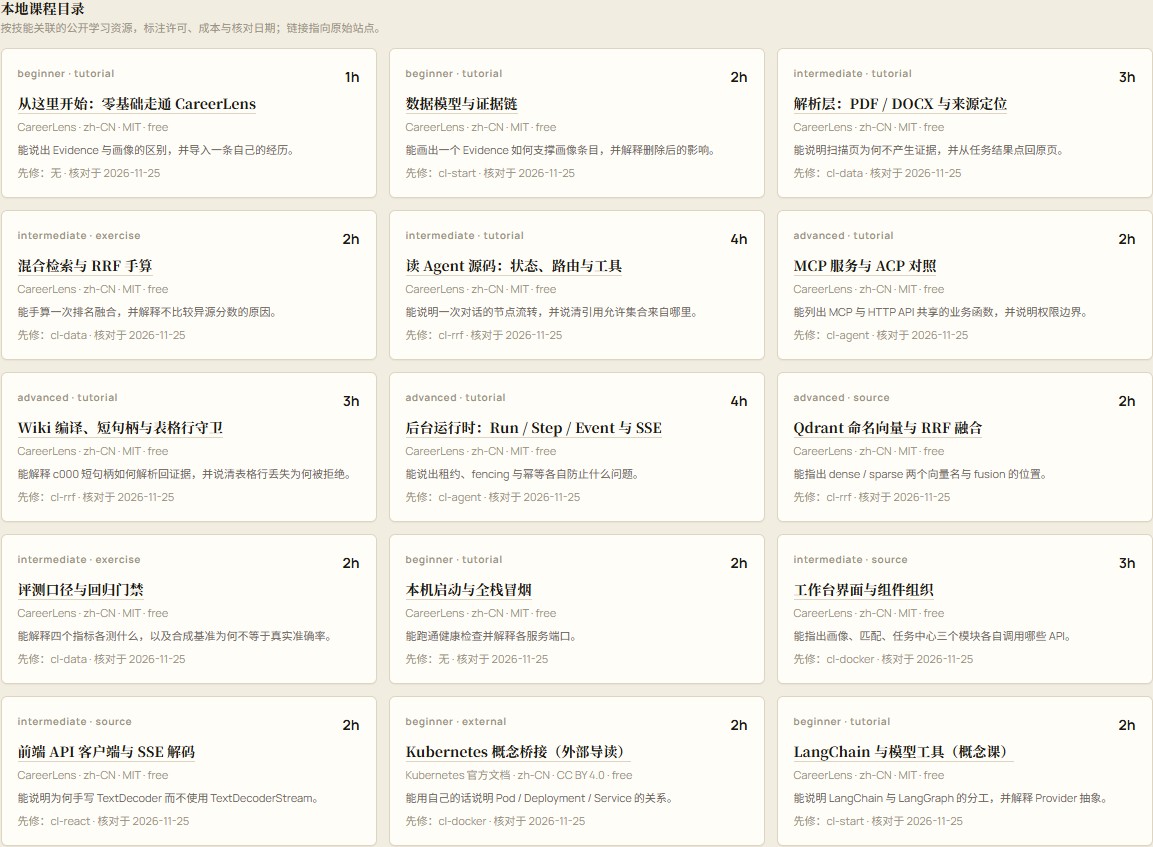 本地课程目录
按技能关联的公开学习资源，标注许可、成本与核对日期；链接指向原始站点。
beginner · tutorial
1h
从这里开始：零基础走通 CareerLens
CareerLens · zh-CN · MIT · free
能说出 Evidence 与画像的区别，并导入一条自己的经历。
先修：无 · 核对于 2026-11-25
beginner · tutorial
2h
数据模型与证据链
CareerLens · zh-CN · MIT · free
能画出一个 Evidence 如何支撑画像条目，并解释删除后的影响。
先修：cl-start · 核对于 2026-11-25
intermediate · tutorial
3h
解析层：PDF / DOCX 与来源定位
CareerLens · zh-CN · MIT · free
能说明扫描页为何不产生证据，并从任务结果点回原页。
先修：cl-data · 核对于 2026-11-25
intermediate · exercise
2h
混合检索与 RRF 手算
CareerLens · zh-CN · MIT · free
能手算一次排名融合，并解释不比较异源分数的原因。
先修：cl-data · 核对于 2026-11-25
intermediate · tutorial
4h
读 Agent 源码：状态、路由与工具
CareerLens · zh-CN · MIT · free
能说明一次对话的节点流转，并说清引用允许集合来自哪里。
先修：cl-rrf · 核对于 2026-11-25
advanced · tutorial
2h
MCP 服务与 ACP 对照
CareerLens · zh-CN · MIT · free
能列出 MCP 与 HTTP API 共享的业务函数，并说明权限边界。
先修：cl-agent · 核对于 2026-11-25
advanced · tutorial
3h
Wiki 编译、短句柄与表格行守卫
CareerLens · zh-CN · MIT · free
能解释 c000 短句柄如何解析回证据，并说清表格行丢失为何被拒绝。
先修：cl-rrf · 核对于 2026-11-25
advanced · tutorial
4h
后台运行时：Run / Step / Event 与 SSE
CareerLens · zh-CN · MIT · free
能说出租约、fencing 与幂等各自防止什么问题。
先修：cl-agent · 核对于 2026-11-25
advanced · source
2h
Qdrant 命名向量与 RRF 融合
CareerLens · zh-CN · MIT · free
能指出 dense / sparse 两个向量名与 fusion 的位置。
先修：cl-rrf · 核对于 2026-11-25
intermediate · exercise
2h
评测口径与回归门禁
CareerLens · zh-CN · MIT · free
能解释四个指标各测什么，以及合成基准为何不等于真实准确率。
先修：cl-data · 核对于 2026-11-25
beginner · tutorial
2h
本机启动与全栈冒烟
CareerLens · zh-CN · MIT · free
能跑通健康检查并解释各服务端口。
先修：无 · 核对于 2026-11-25
intermediate · source
3h
工作台界面与组件组织
CareerLens · zh-CN · MIT · free
能指出画像、匹配、任务中心三个模块各自调用哪些 API。
先修：cl-docker · 核对于 2026-11-25
intermediate · source
2h
前端 API 客户端与 SSE 解码
CareerLens · zh-CN · MIT · free
能说明为何手写 TextDecoder 而不使用 TextDecoderStream。
先修：cl-react · 核对于 2026-11-25
beginner · external
2h
Kubernetes 概念桥接（外部导读）
Kubernetes 官方文档 · zh-CN · CC BY 4.0 · free
能用自己的话说明 Pod / Deployment / Service 的关系。
先修：cl-docker · 核对于 2026-11-25
beginner · tutorial
2h
LangChain 与模型工具（概念课）
CareerLens · zh-CN · MIT · free
能说明 LangChain 与 LangGraph 的分工，并解释 Provider 抽象。
先修：cl-start · 核对于 2026-11-25